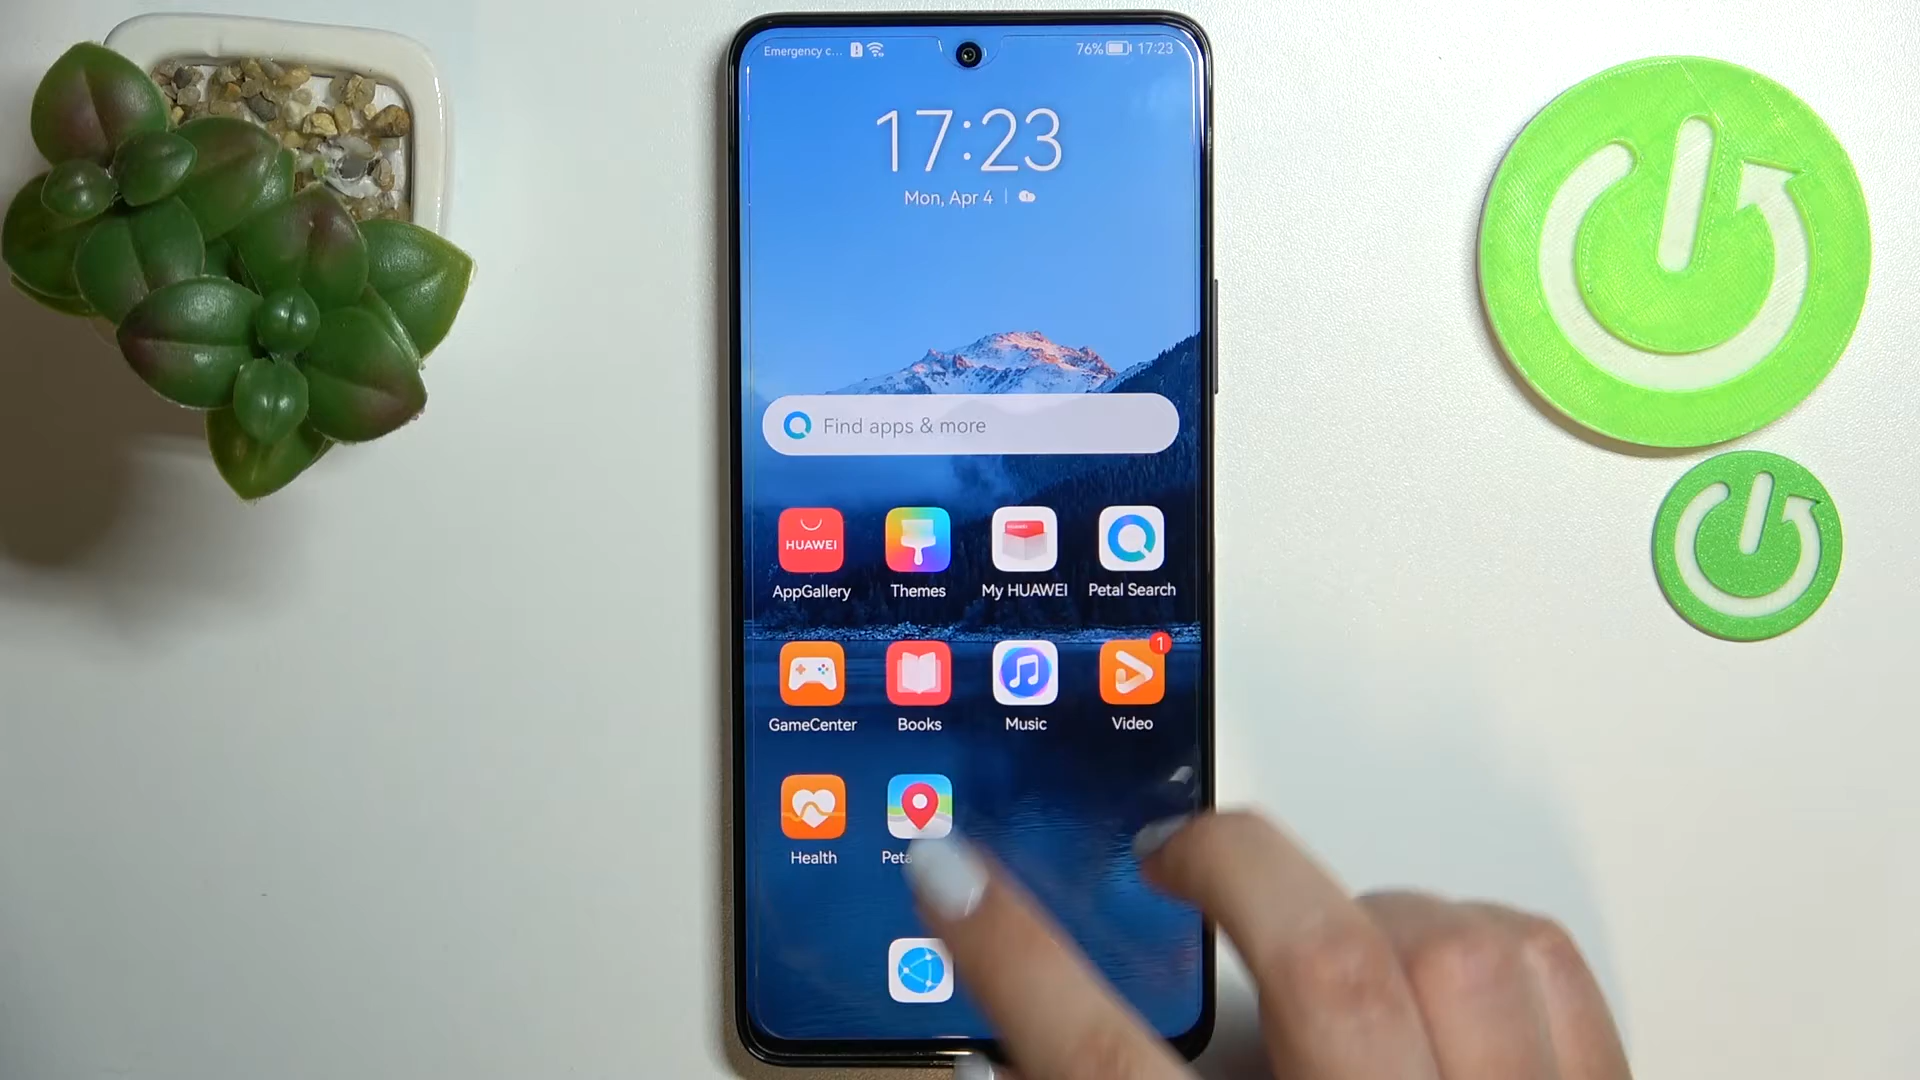 Emergency c...
76% 17:23
17:23
Mon, Apr 4
Find apps & more
HUAWEI
HUAWEI
AppGallery Themes My HUAWEI Petal Search
1
GameCenter Books Music Video
Health